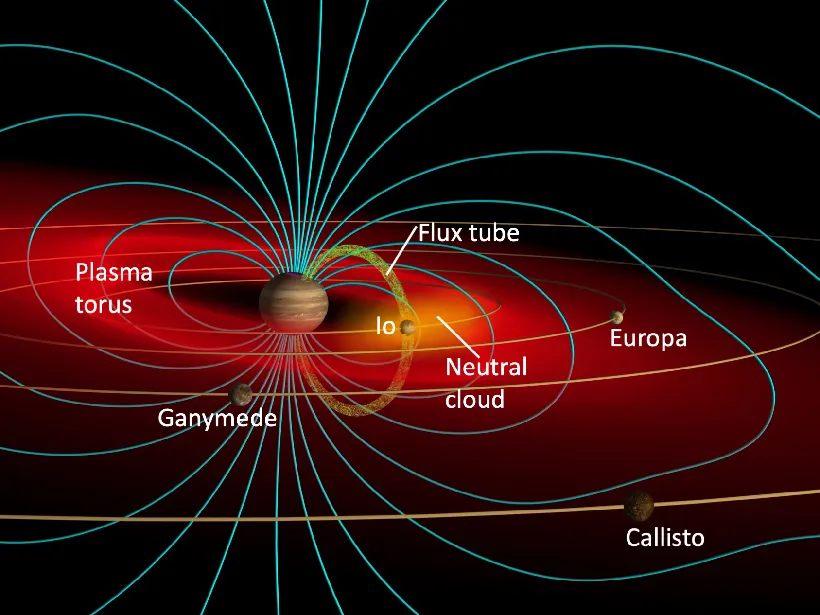 Flux tube
Plasma
torus
Io
Europa
Neutral
cloud
Ganymede
Callisto